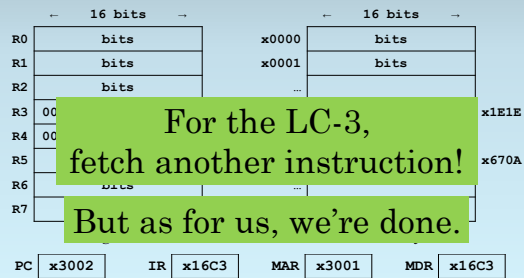 ← 16 bits → ← 16 bits →
R0 bits x0000 bits
R1 bits x0001 bits
R2 bits …
R3 00 x1E1E
R4 00
For the LC-3,
fetch another instruction!
R5 x670A
R6 bits …
R7
But as for us, we're done.
PC x3002 IR x16C3 MAR x3001 MDR x16C3